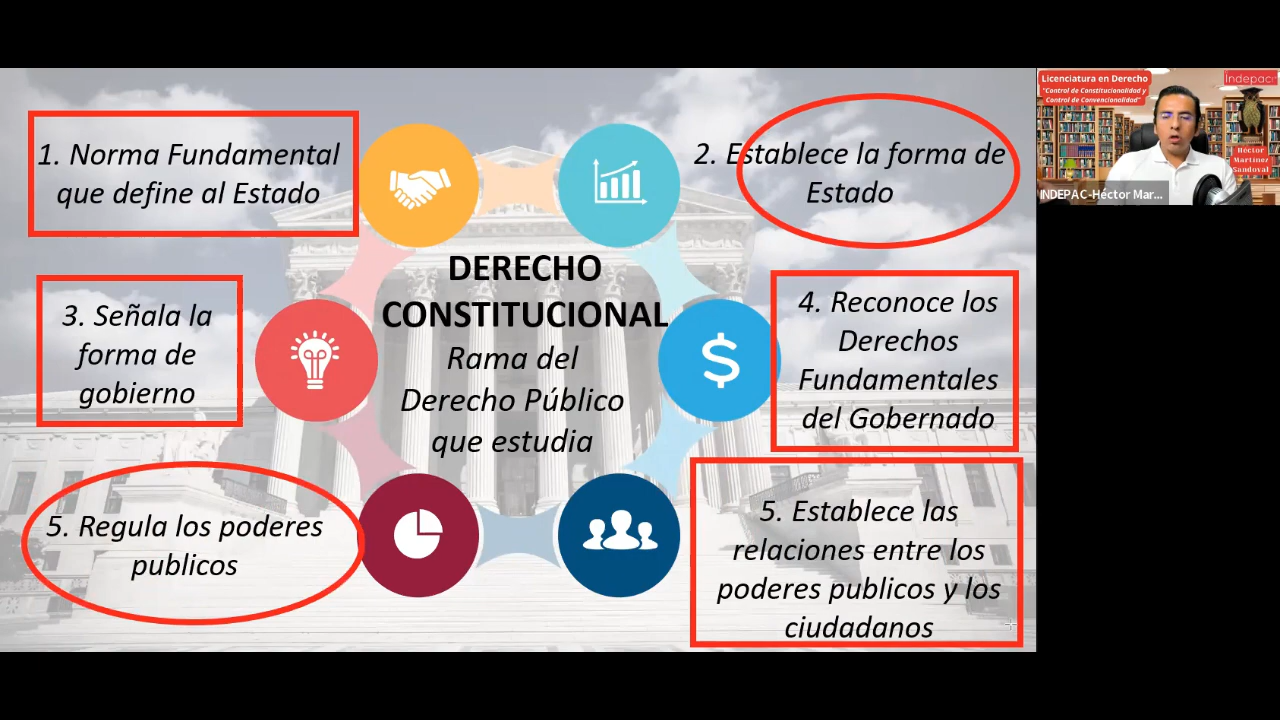 1. Norma Fundamental
que define al Estado
2. Establece la forma de
Estado
DERECHO
CONSTITUCIONAL
Rama del
Derecho Público
que estudia
3. Señala la
forma de
gobierno
4. Reconoce los
Derechos
Fundamentales
del Gobernado
5. Regula los poderes
publicos
5. Establece las
relaciones entre los
poderes publicos y los
ciudadanos
$
Licenciatura en Derecho
"Control de Constitucionalidad y
Control de Convencionalidad"
Indepac
Héctor
Martínez
Sandoval
INDEPAC-Héctor Mar...